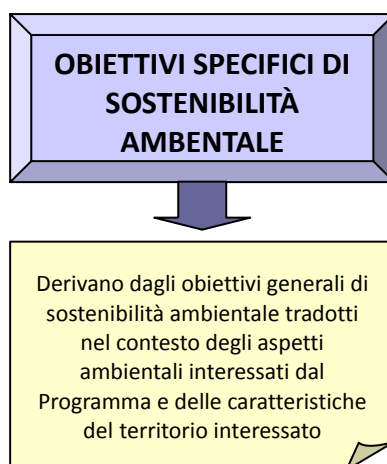 OBIETTIVI SPECIFICI DI
SOSTENIBILITÀ
AMBENTALE
Derivano dagli obiettivi generali di
sostenibilità ambientale tradotti
nel contesto degli aspetti
ambientali interessati dal
Programma e delle caratteristiche
del territorio interessato